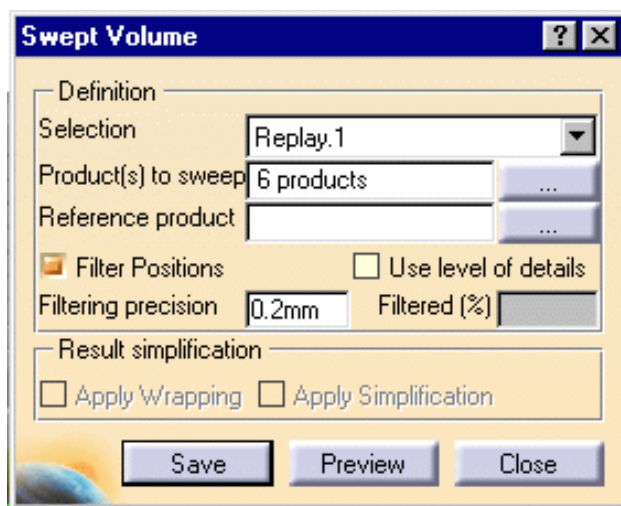 Swept Volume ? X
Definition
Selection Replay.1
Product(s) to sweep 6 products ...
Reference product ...
Filter Positions Use level of details
Filtering precision 0.2mm Filtered (%)
Result simplification
Apply Wrapping Apply Simplification
Save Preview Close